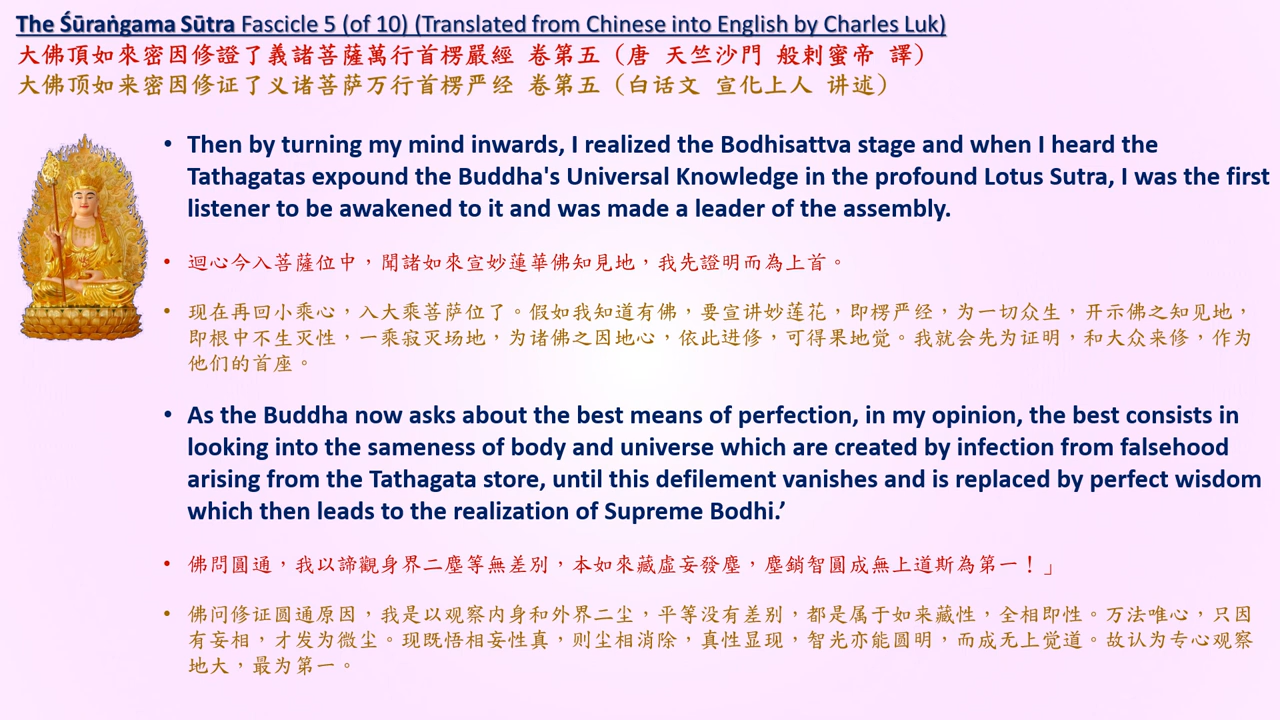 The Śūraṅgama Sūtra Fascicle 5 (of 10) (Translated from Chinese into English by Charles Luk)
大佛頂如來密因修證了義諸菩薩萬行首楞嚴經 卷第五（唐 天竺沙門 般剌蜜帝 譯）
大佛顶如来密因修证了义诸菩萨万行首楞严经 卷第五（白话文 宣化上人 讲述）
• Then by turning my mind inwards, I realized the Bodhisattva stage and when I heard the
Tathagatas expound the Buddha's Universal Knowledge in the profound Lotus Sutra, I was the first
listener to be awakened to it and was made a leader of the assembly.
• 迴心今入菩薩位中，聞諸如來宣妙蓮華佛知見地，我先證明而為上首。
• 现在再回小乘心，入大乘菩萨位了。假如我知道有佛，要宣讲妙莲花，即楞严经，为一切众生，开示佛之知见地，
即根中不生灭性，一乘寂灭场地，为诸佛之因地心，依此进修，可得果地觉。我就会先为证明，和大众来修，作为
他们的首座。
• As the Buddha now asks about the best means of perfection, in my opinion, the best consists in
looking into the sameness of body and universe which are created by infection from falsehood
arising from the Tathagata store, until this defilement vanishes and is replaced by perfect wisdom
which then leads to the realization of Supreme Bodhi.’
• 佛問圓通，我以諦觀身界二塵等無差別，本如來藏虛妄發塵，塵銷智圓成無上道斯為第一！」
• 佛问修证圆通原因，我是以观察内身和外界二尘，平等没有差别，都是属于如来藏性，全相即性。万法唯心，只因
有妄相，才发为微尘。现既悟相妄性真，则尘相消除，真性显现，智光亦能圆明，而成无上觉道。故认为专心观察
地大，最为第一。